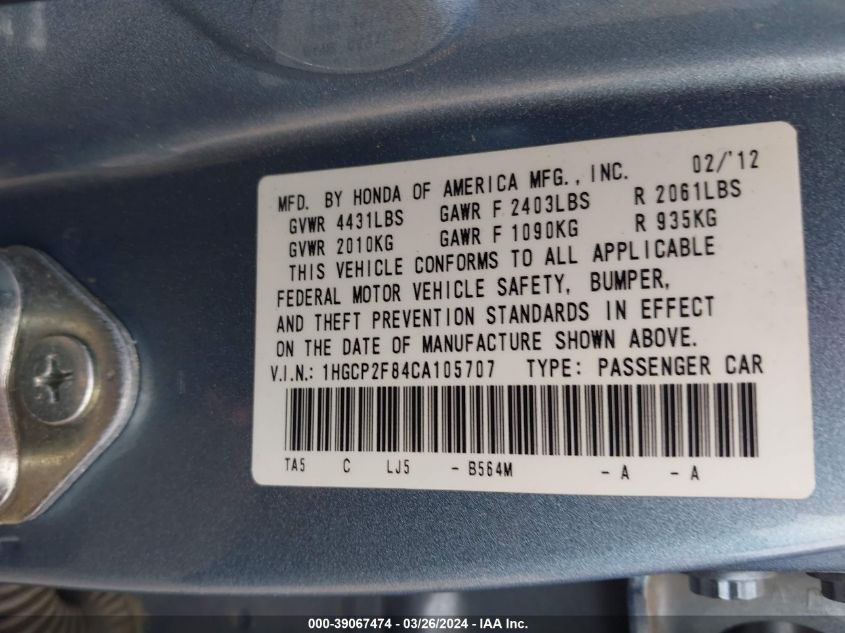 MFD. BY HONDA OF AMERICA MFG., INC. 02/'12
GVWR 4431LBS GAWR F 2403LBS R 2061LBS
GVWR 2010KG GAWR F 1090KG R 935KG
THIS VEHICLE CONFORMS TO ALL APPLICABLE
FEDERAL MOTOR VEHICLE SAFETY, BUMPER,
AND THEFT PREVENTION STANDARDS IN EFFECT
ON THE DATE OF MANUFACTURE SHOWN ABOVE.
V.I.N.: 1HGCP2F84CA105707 TYPE: PASSENGER CAR
TA5 C LJ5 - B564M - A - A
000-39067474 — 03/26/2024 - IAA Inc.